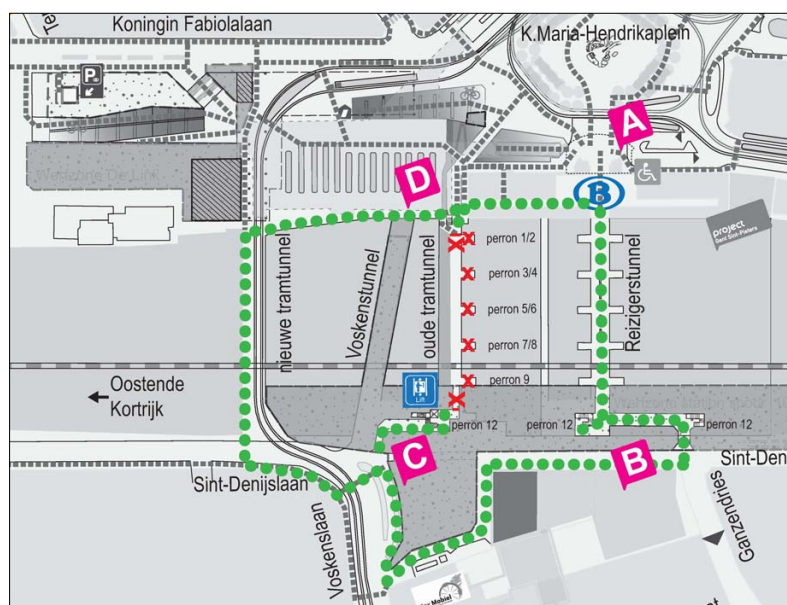 Koningin Fabiolalaan
K.Maria-Hendrikaplein
P
A
B
D
project
Gent Sint-Pieters
perron 1/2
perron 3/4
perron 5/6
perron 7/8
perron 9
nieuwe tramtunnel
Voskenstunnel
oude tramtunnel
Reizigerstunnel
Oostende
Kortrijk
Lift
perron 12
perron 12
perron 12
C
B
Sint-Denijslaan
Sint-Den
Voskenslaan
Ganzendries